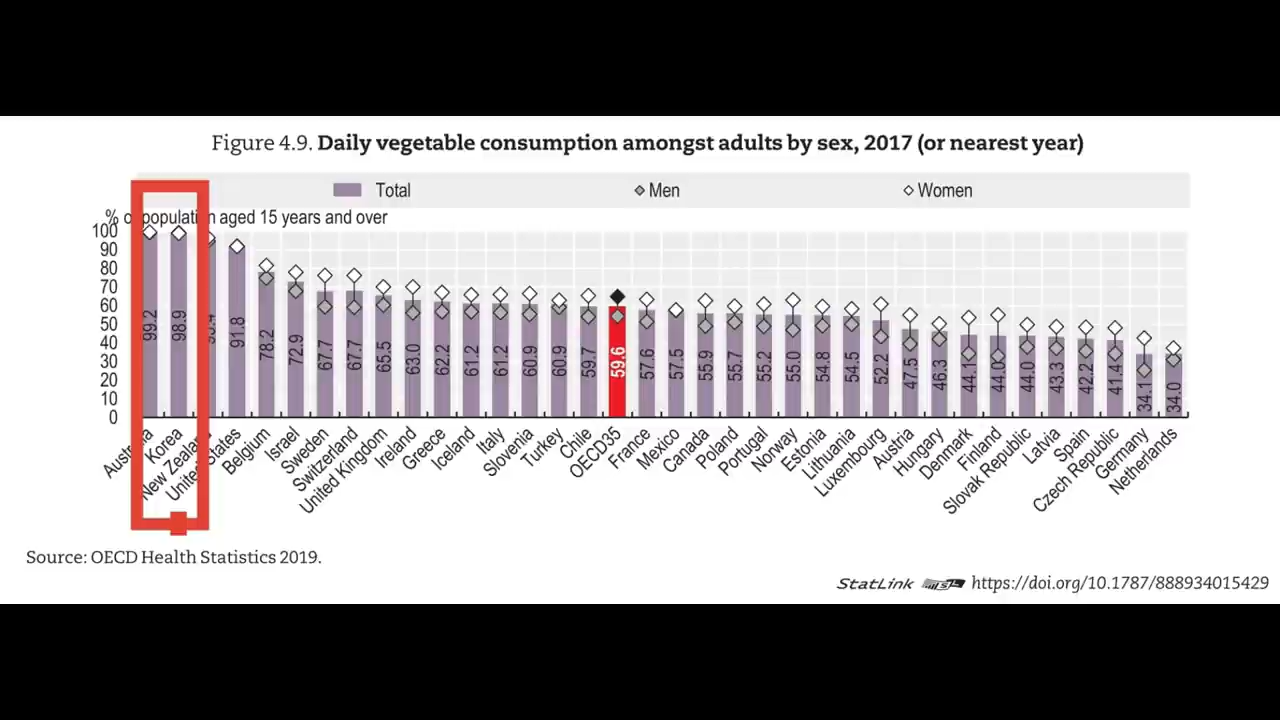 Figure 4.9. Daily vegetable consumption amongst adults by sex, 2017 (or nearest year)
Total Men Women
% of population aged 15 years and over
100
90
80
70
60
50
40
30
20
10
0
99.2 98.9 91.8 78.2 72.9 67.7 67.7 65.5 63.0 62.2 61.2 61.2 60.9 60.9 59.7 59.6 57.6 57.5 55.9 55.7 55.2 55.0 54.8 54.5 52.2 47.5 46.3 44.1 44.0 44.0 43.3 42.2 41.4 34.1 34.0
Australia Korea New Zealand United States Belgium Israel Sweden Switzerland United Kingdom Ireland Greece Iceland Italy Slovenia Turkey Chile OECD35 France Mexico Canada Poland Portugal Norway Estonia Lithuania Luxembourg Austria Hungary Denmark Finland Slovak Republic Latvia Spain Czech Republic Germany Netherlands
Source: OECD Health Statistics 2019.
StatLink https://doi.org/10.1787/888934015429